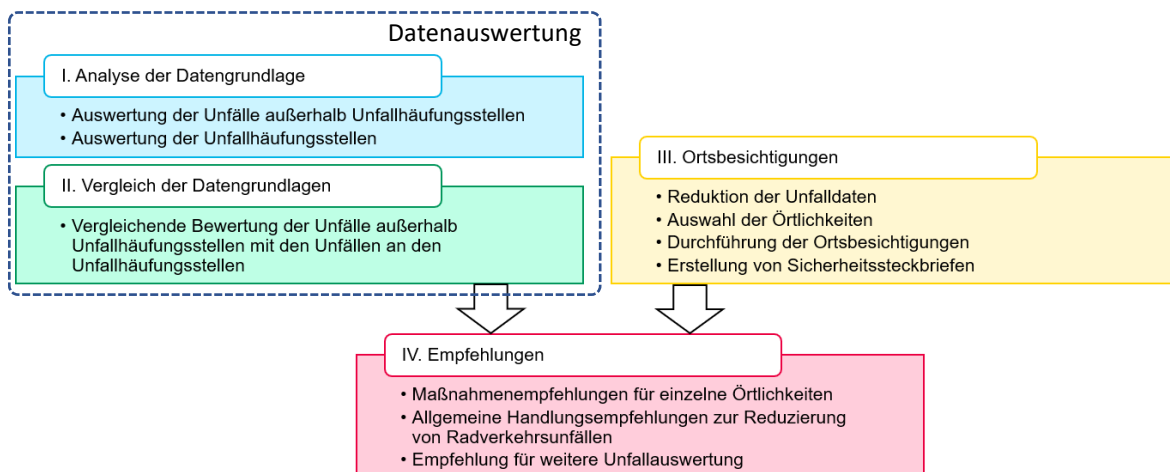 Datenauswertung
I. Analyse der Datengrundlage
• Auswertung der Unfälle außerhalb Unfallhäufungsstellen
• Auswertung der Unfallhäufungsstellen
II. Vergleich der Datengrundlagen
• Vergleichende Bewertung der Unfälle außerhalb
Unfallhäufungsstellen mit den Unfällen an den
Unfallhäufungsstellen
III. Ortsbesichtigungen
• Reduktion der Unfalldaten
• Auswahl der Örtlichkeiten
• Durchführung der Ortsbesichtigungen
• Erstellung von Sicherheitssteckbriefen
IV. Empfehlungen
• Maßnahmenempfehlungen für einzelne Örtlichkeiten
• Allgemeine Handlungsempfehlungen zur Reduzierung
von Radverkehrsunfällen
• Empfehlung für weitere Unfallauswertung